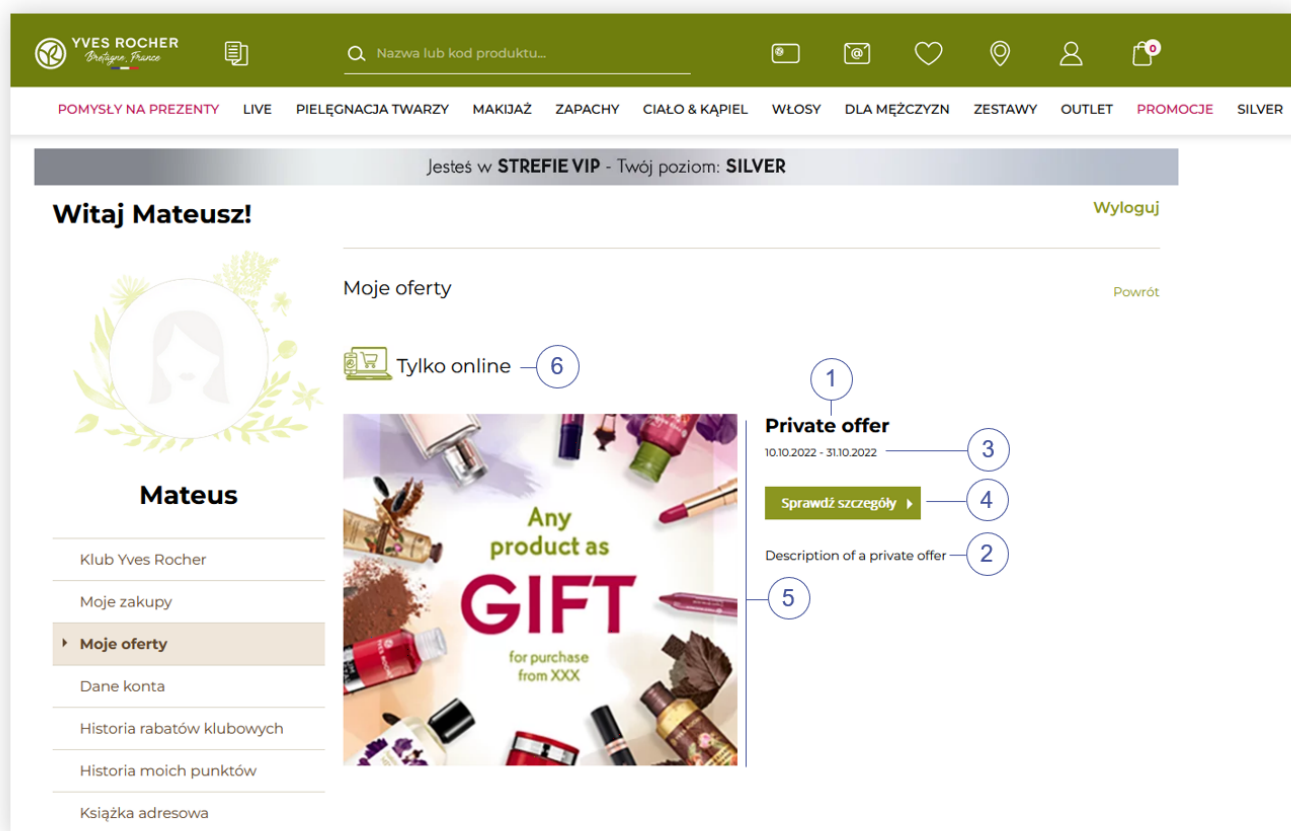 YVES ROCHER
Bretagne, France
Nazwa lub kod produktu...
@
0
POMYSŁY NA PREZENTY LIVE PIELĘGNACJA TWARZY MAKIJAŻ ZAPACHY CIAŁO & KĄPIEL WŁOSY DLA MĘŻCZYZN ZESTAWY OUTLET PROMOCJE SILVER
Jesteś w STREFIE VIP - Twój poziom: SILVER
Witaj Mateusz!
Wyloguj
Moje oferty
Powrót
Tylko online 6
1
Private offer
10.10.2022 - 31.10.2022 3
Sprawdź szczegóły 4
Description of a private offer 2
5
Any
product as
GIFT
for purchase
from XXX
YVES ROCHER
Mateus
Klub Yves Rocher
Moje zakupy
Moje oferty
Dane konta
Historia rabatów klubowych
Historia moich punktów
Książka adresowa